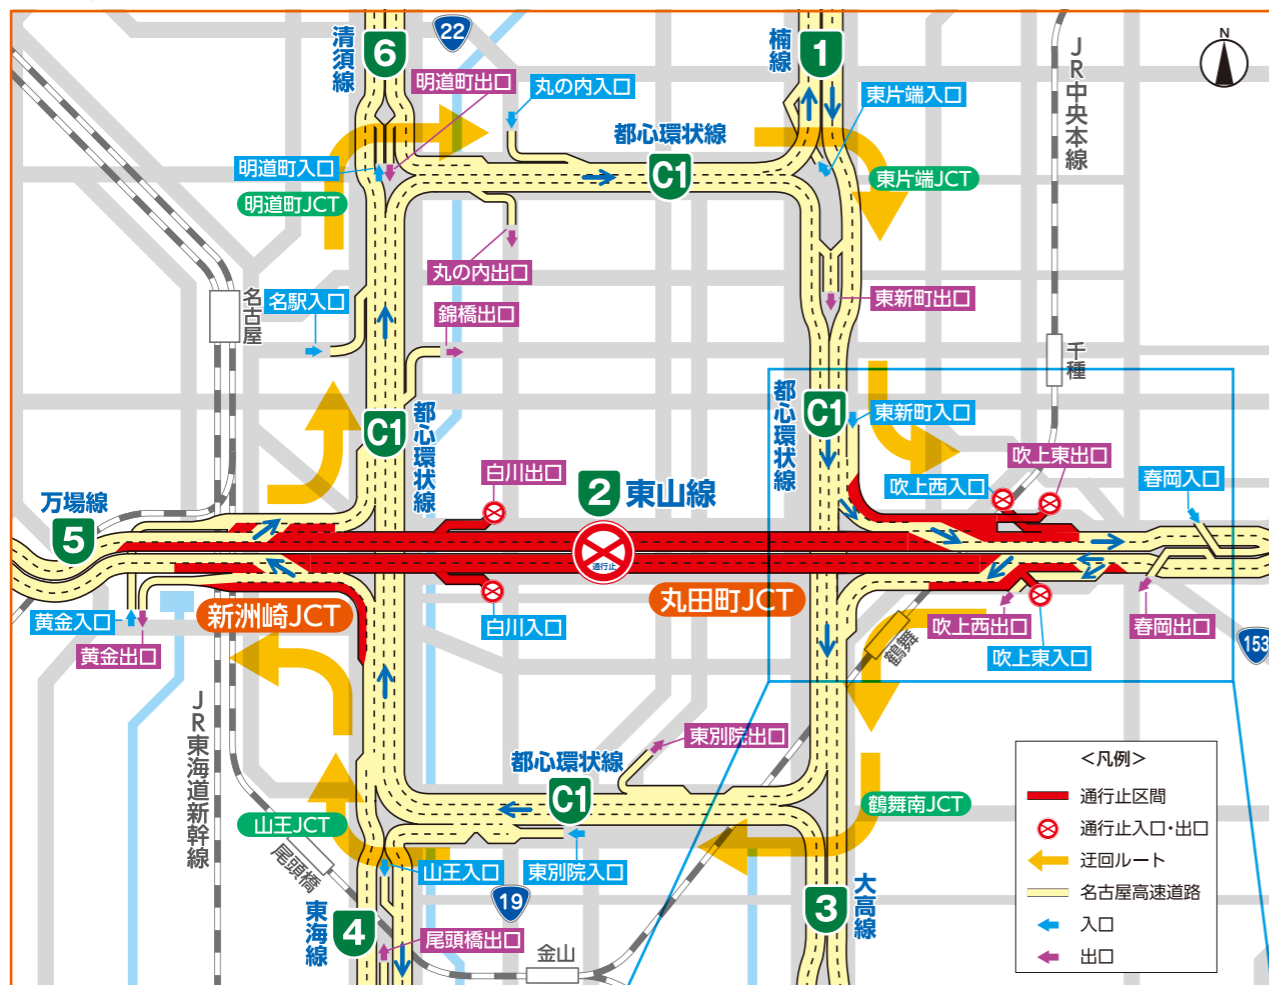 清須線
6
22
明道町出口
丸の内入口
楠線
1
東片端入口
JR中央本線
N
都心環状線
C1
明道町入口
明道町JCT
東片端JCT
丸の内出口
名古屋
名駅入口
錦橋出口
東新町出口
千種
C1
都心環状線
都心環状線
C1
東新町入口
吹上東出口
吹上西入口
春岡入口
白川出口
2
東山線
万場線
5
通行止
黄金入口
黄金出口
新洲崎JCT
白川入口
丸田町JCT
吹上西出口
春岡出口
吹上東入口
鶴舞
153
JR東海道新幹線
東別院出口
都心環状線
C1
鶴舞南JCT
山王JCT
尾頭橋
山王入口
東別院入口
19
東海線
4
尾頭橋出口
金山
3
大高線
<凡例>
通行止区間
通行止入口・出口
迂回ルート
名古屋高速道路
入口
出口